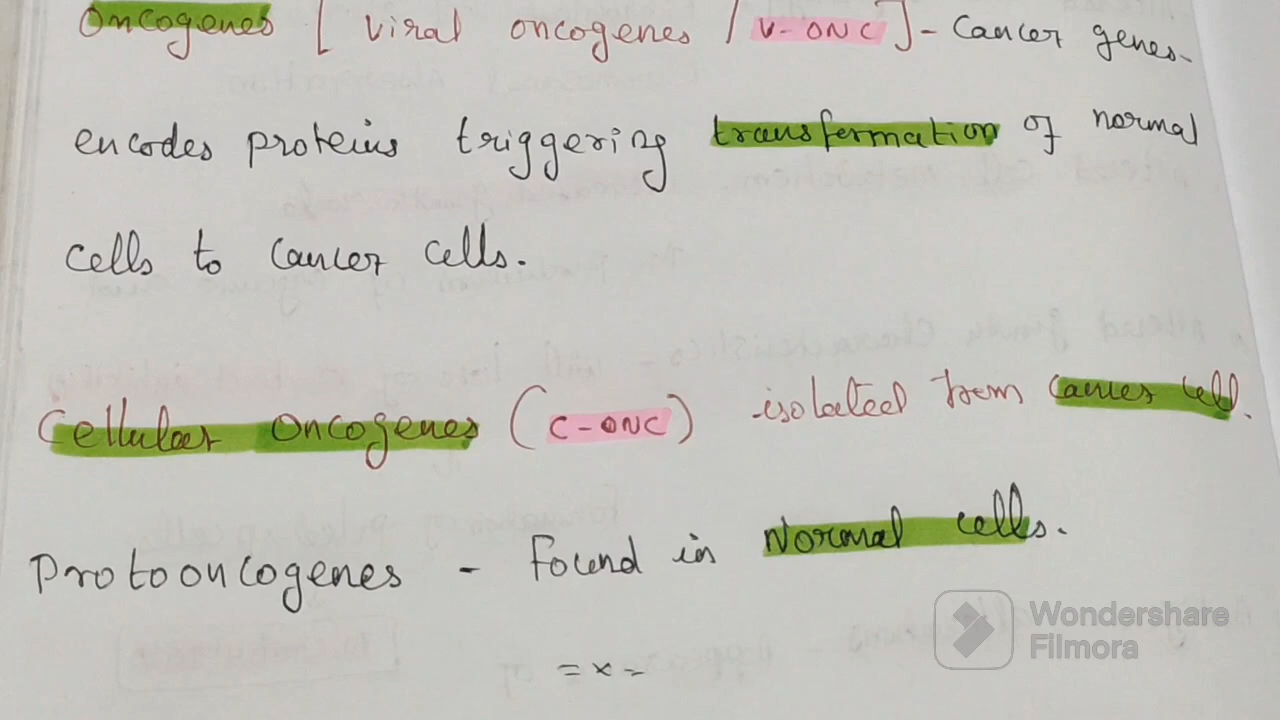 Oncogenes [ Viral oncogenes / V-ONC ] - Cancer genes.
encodes proteins triggering transformation of normal
cells to cancer cells.
Cellular Oncogenes ( C-ONC ) isolated from cancer cell.
Protooncogenes - Found in Normal cells.
= x =
Wondershare
Filmora